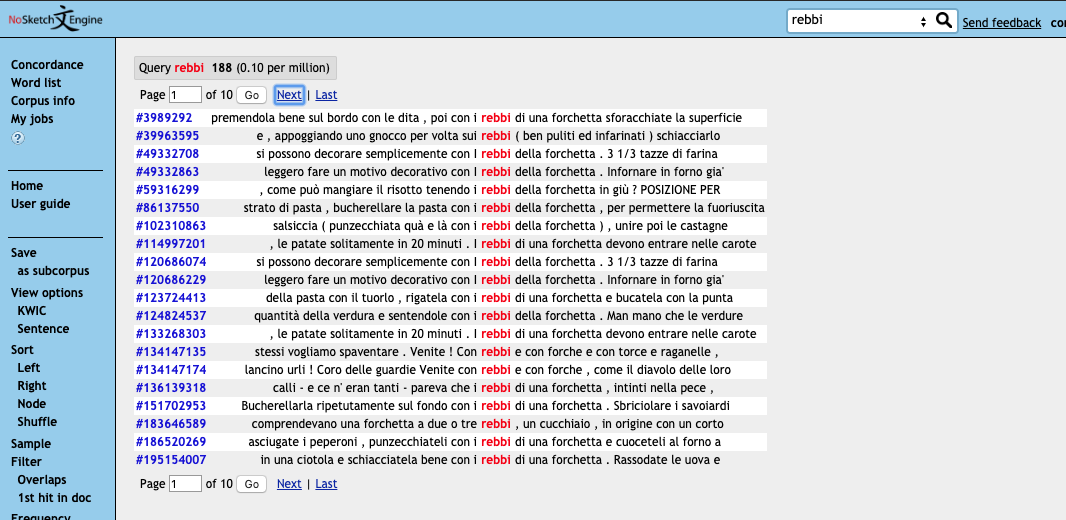 NoSketch Engine
rebbi
Send feedback
Concordance
Word list
Corpus info
My jobs
?
Home
User guide
Save
as subcorpus
View options
KWIC
Sentence
Sort
Left
Right
Node
Shuffle
Sample
Filter
Overlaps
1st hit in doc
Frequency
Query rebbi 188 (0.10 per million)
Page 1 of 10 Go Next | Last
#3989292 premendola bene sul bordo con le dita , poi con i rebbi di una forchetta sforacchiate la superficie
#39963595 e , appoggiando uno gnocco per volta sui rebbi ( ben puliti ed infarinati ) schiacciarlo
#49332708 si possono decorare semplicemente con I rebbi della forchetta . 3 1/3 tazze di farina
#49332863 leggero fare un motivo decorativo con I rebbi della forchetta . Infornare in forno gia'
#59316299 , come può mangiare il risotto tenendo i rebbi della forchetta in giù ? POSIZIONE PER
#86137550 strato di pasta , bucherellare la pasta con i rebbi della forchetta , per permettere la fuoriuscita
#102310863 salsiccia ( punzecchiata quà e là con i rebbi della forchetta ) , unire poi le castagne
#114997201 , le patate solitamente in 20 minuti . I rebbi di una forchetta devono entrare nelle carote
#120686074 si possono decorare semplicemente con I rebbi della forchetta . 3 1/3 tazze di farina
#120686229 leggero fare un motivo decorativo con I rebbi della forchetta . Infornare in forno gia'
#123724413 della pasta con il tuorlo , rigatela con i rebbi di una forchetta e bucatela con la punta
#124824537 quantità della verdura e sentendole con i rebbi della forchetta . Man mano che le verdure
#133268303 , le patate solitamente in 20 minuti . I rebbi di una forchetta devono entrare nelle carote
#134147135 stessi vogliamo spaventare . Venite ! Con rebbi e con forche e con torce e raganelle ,
#134147174 lancino urli ! Coro delle guardie Venite con rebbi e con forche , come il diavolo delle loro
#136139318 calli - e ce n' eran tanti - pareva che i rebbi di una forchetta , intinti nella pece ,
#151702953 Bucherellarla ripetutamente sul fondo con i rebbi di una forchetta . Sbriciolare i savoiardi
#183646589 comprendevano una forchetta a due o tre rebbi , un cucchiaio , in origine con un corto
#186520269 asciugate i peperoni , punzecchiateli con i rebbi di una forchetta e cuoceteli al forno a
#195154007 in una ciotola e schiacciatela bene con i rebbi di una forchetta . Rassodate le uova e
Page 1 of 10 Go Next | Last